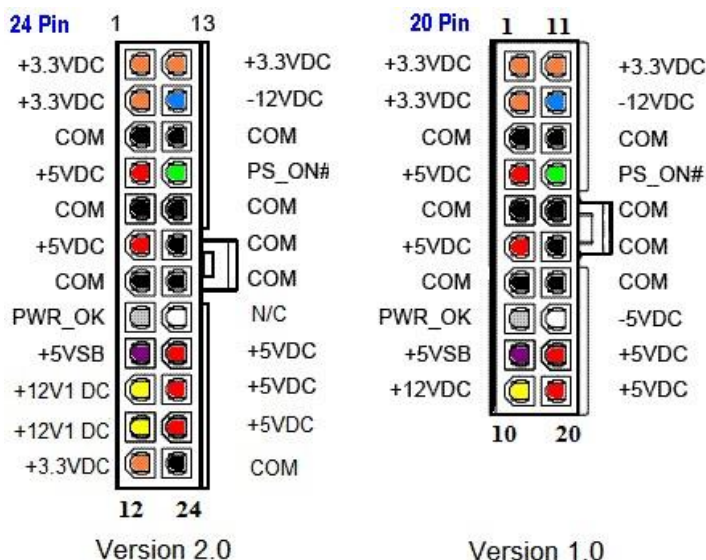 24 Pin 1 13
+3.3VDC +3.3VDC
+3.3VDC -12VDC
COM COM
+5VDC PS_ON#
COM COM
+5VDC COM
COM COM
PWR_OK N/C
+5VSB +5VDC
+12V1 DC +5VDC
+12V1 DC +5VDC
+3.3VDC COM
12 24
Version 2.0
20 Pin 1 11
+3.3VDC +3.3VDC
+3.3VDC -12VDC
COM COM
+5VDC PS_ON#
COM COM
+5VDC COM
COM COM
PWR_OK -5VDC
+5VSB +5VDC
+12VDC +5VDC
10 20
Version 1.0